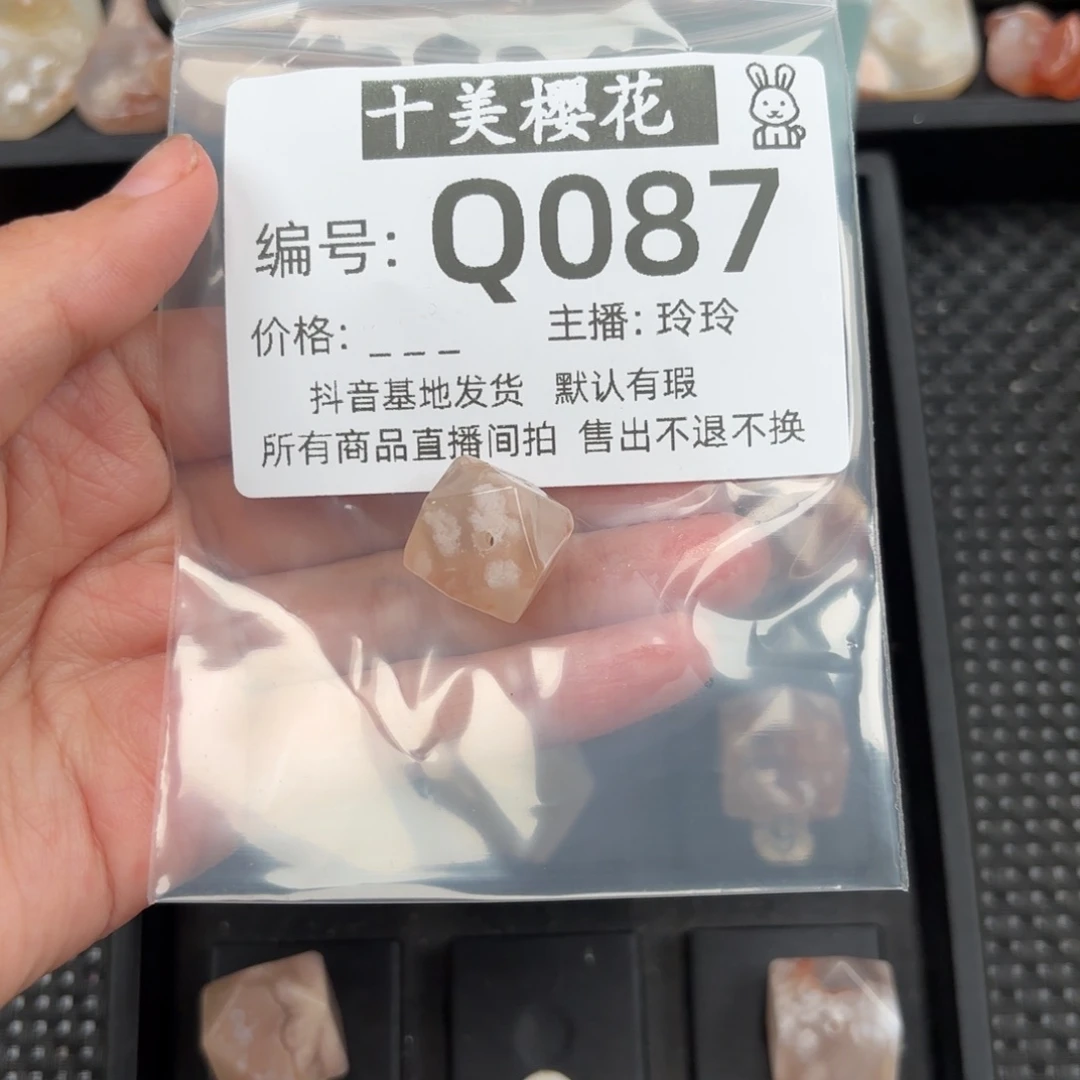 十美樱花
编号: Q087
价格: _ _ _ 主播: 玲玲
抖音基地发货 默认有瑕
所有商品直播间拍 售出不退不换